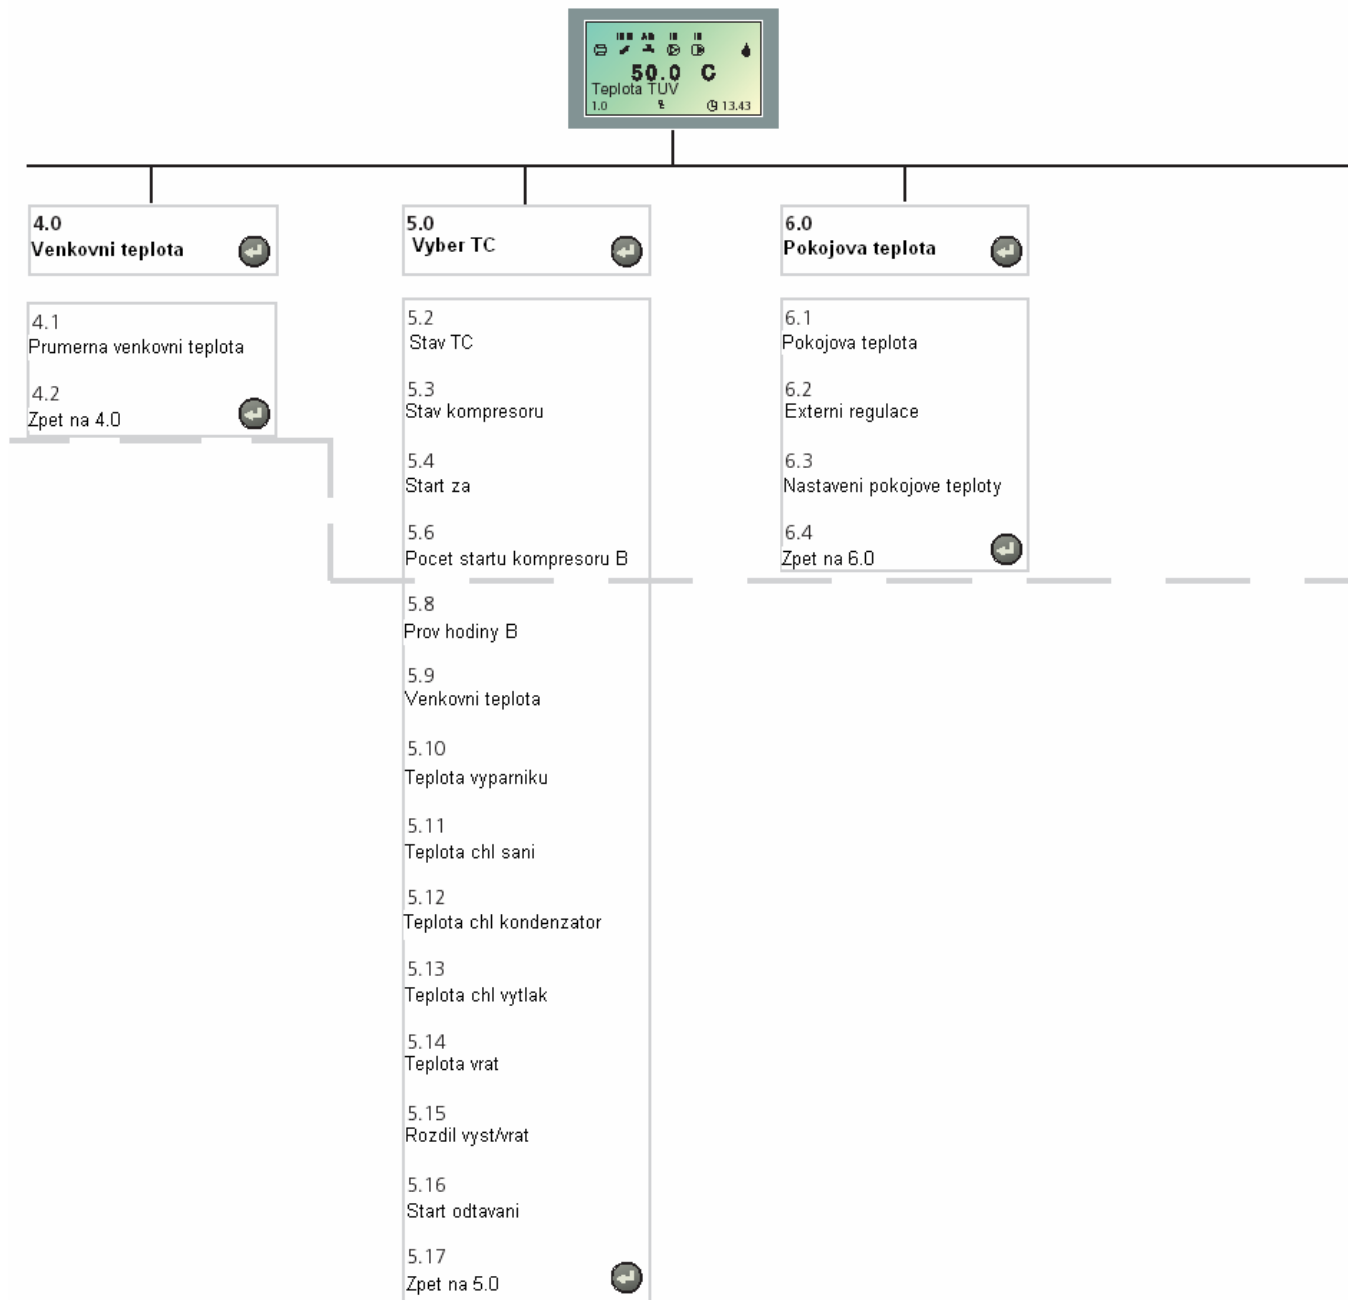 50.0 C
Teplota TUV
1.0 13.43
4.0
Venkovni teplota
4.1
Prumerna venkovni teplota
4.2
Zpet na 4.0
5.0
Vyber TC
5.2
Stav TC
5.3
Stav kompresoru
5.4
Start za
5.6
Pocet startu kompresoru B
5.8
Prov hodiny B
5.9
Venkovni teplota
5.10
Teplota vyparniku
5.11
Teplota chl sani
5.12
Teplota chl kondenzator
5.13
Teplota chl vytlak
5.14
Teplota vrat
5.15
Rozdil vyst/vrat
5.16
Start odtavani
5.17
Zpet na 5.0
6.0
Pokojova teplota
6.1
Pokojova teplota
6.2
Externi regulace
6.3
Nastaveni pokojove teploty
6.4
Zpet na 6.0